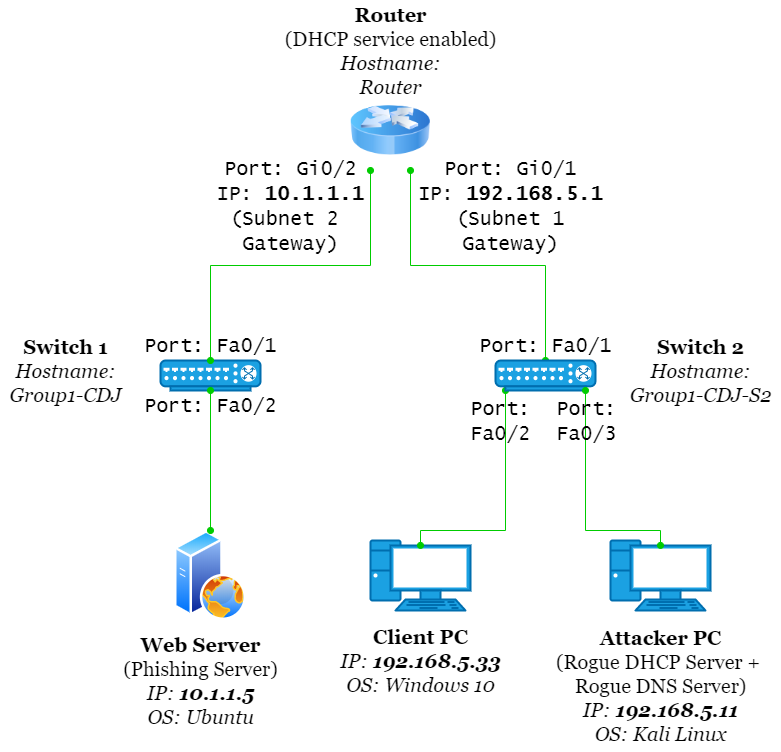 Router
(DHCP service enabled)
Hostname:
Router
Port: Gi0/2
IP: 10.1.1.1
(Subnet 2
Gateway)
Port: Gi0/1
IP: 192.168.5.1
(Subnet 1
Gateway)
Switch 1
Hostname:
Group1-CDJ
Port: Fa0/1
Port: Fa0/2
Port: Fa0/1
Switch 2
Hostname:
Group1-CDJ-S2
Port:
Fa0/2
Port:
Fa0/3
Web Server
(Phishing Server)
IP: 10.1.1.5
OS: Ubuntu
Client PC
IP: 192.168.5.33
OS: Windows 10
Attacker PC
(Rogue DHCP Server +
Rogue DNS Server)
IP: 192.168.5.11
OS: Kali Linux